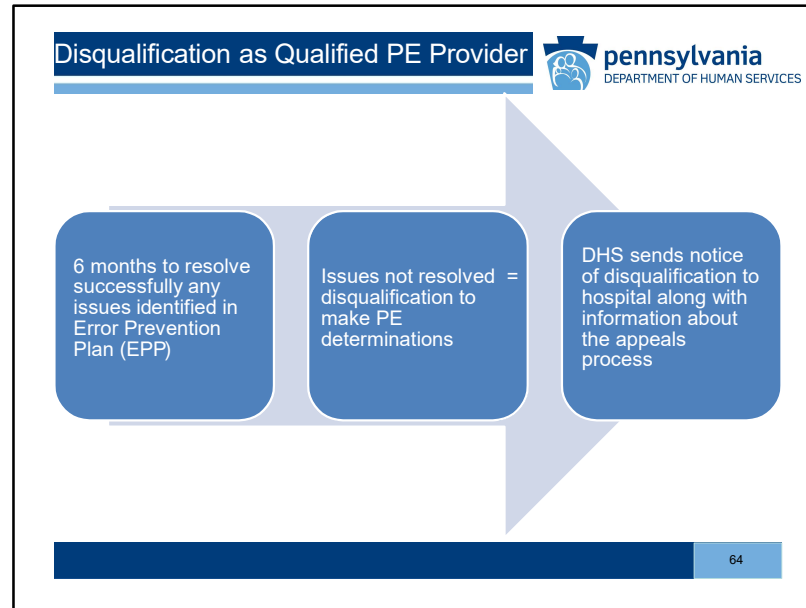 Disqualification as Qualified PE Provider
pennsylvania
DEPARTMENT OF HUMAN SERVICES
6 months to resolve
successfully any
issues identified in
Error Prevention
Plan (EPP)
Issues not resolved =
disqualification to
make PE
determinations
DHS sends notice
of disqualification to
hospital along with
information about
the appeals
process
64